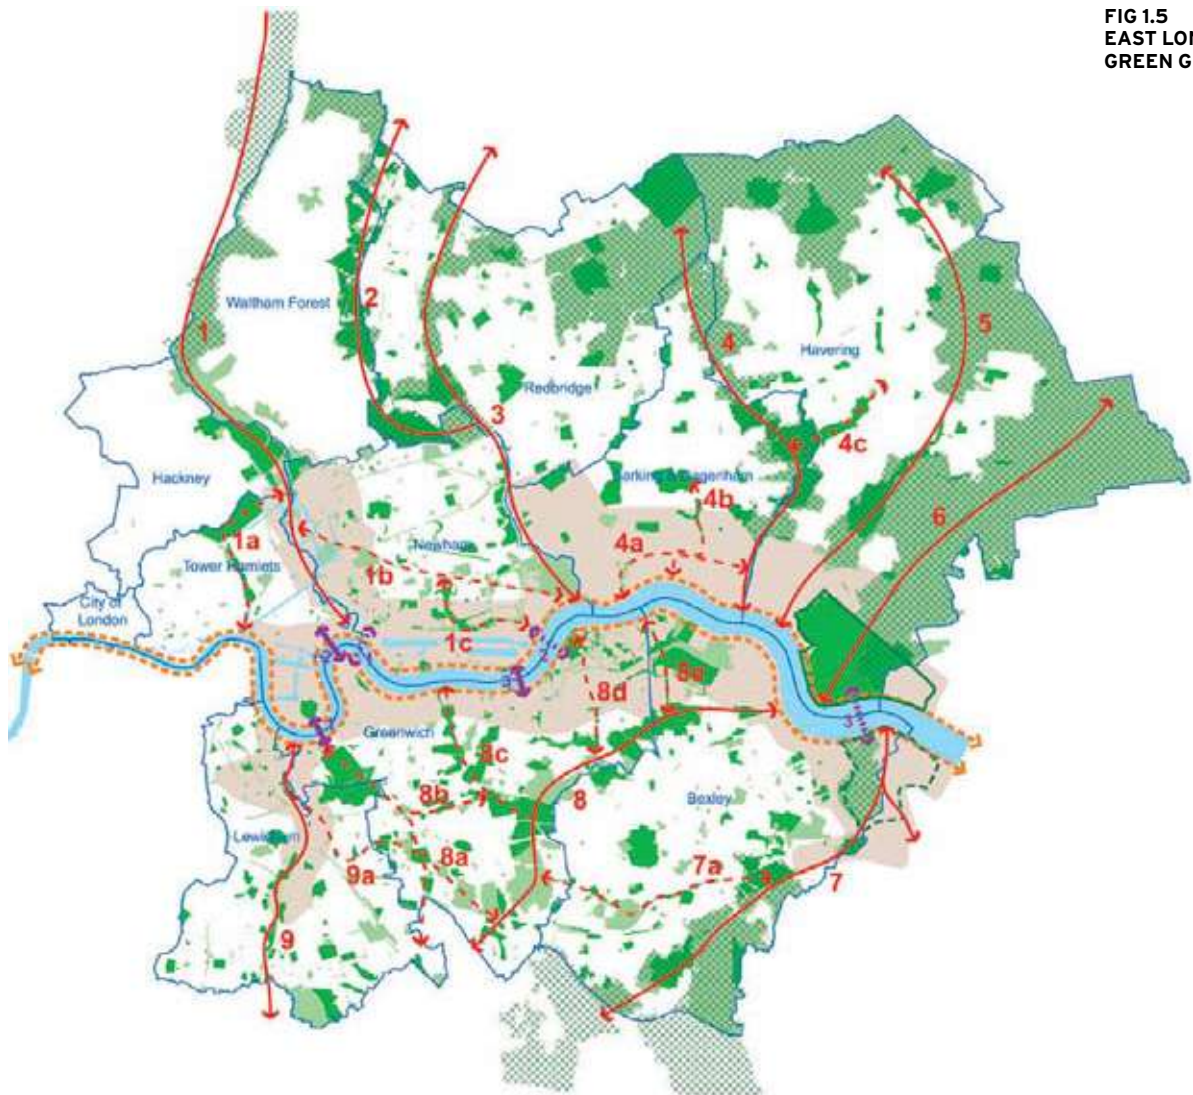 FIG 1.5
EAST LON
GREEN G
Waltham Forest
2
1
5
4
Havering
Redbridge
3
4c
Hackney
4b
6
1a
Newham
4a
Tower Hamlets
1b
City of
London
1c
8d
Greenwich
8c
8b
8
Bexley
Lewisham
8a
9a
7a
7
9